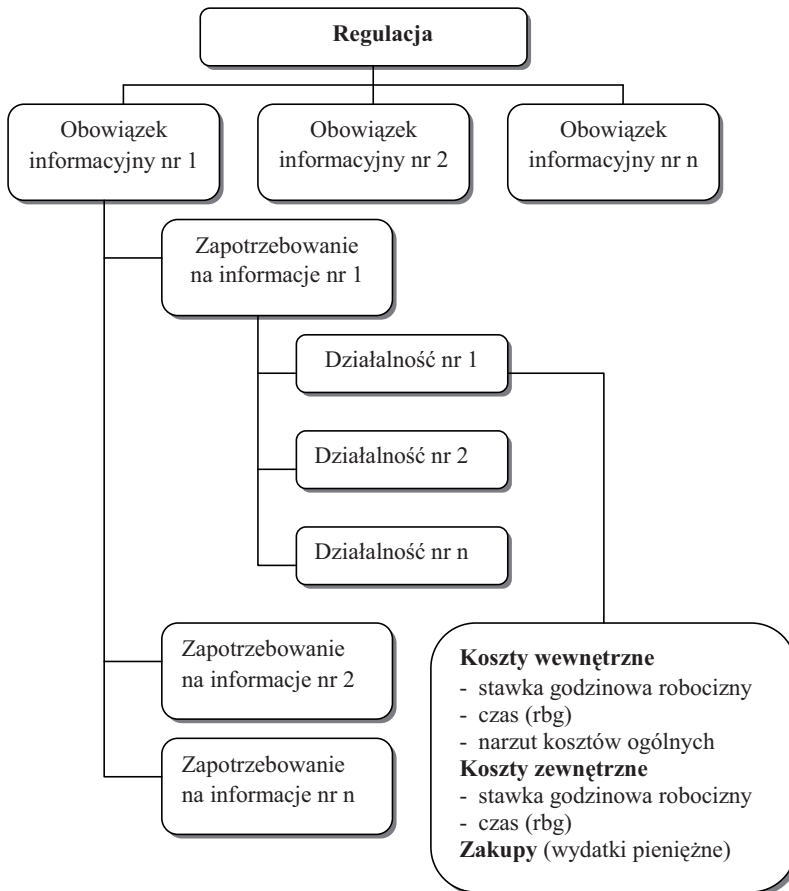 Regulacja
Obowiązek
informacyjny nr 1
Obowiązek
informacyjny nr 2
Obowiązek
informacyjny nr n
Zapotrzebowanie
na informacje nr 1
Działalność nr 1
Działalność nr 2
Działalność nr n
Zapotrzebowanie
na informacje nr 2
Zapotrzebowanie
na informacje nr n
Koszty wewnętrzne
- stawka godzinowa robocizny
- czas (rbg)
- narzut kosztów ogólnych
Koszty zewnętrzne
- stawka godzinowa robocizny
- czas (rbg)
Zakupy (wydatki pieniężne)